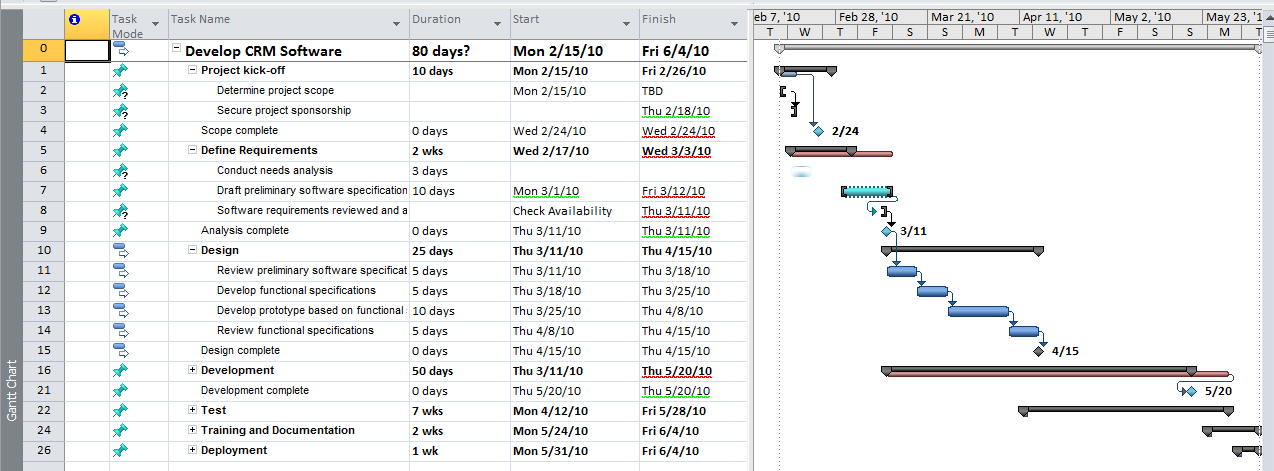 Task Mode Task Name Duration Start Finish eb 7, '10 Feb 28, '10 Mar 21, '10 Apr 11, '10 May 2, '10 May 23, '1
T W F S S M T W T F S S M T
0 Develop CRM Software 80 days? Mon 2/15/10 Fri 6/4/10
1 Project kick-off 10 days Mon 2/15/10 Fri 2/26/10
2 Determine project scope Mon 2/15/10 TBD
3 Secure project sponsorship Thu 2/18/10
4 Scope complete 0 days Wed 2/24/10 Wed 2/24/10 2/24
5 Define Requirements 2 wks Wed 2/17/10 Wed 3/3/10
6 Conduct needs analysis 3 days
7 Draft preliminary software specification 10 days Mon 3/1/10 Fri 3/12/10
8 Software requirements reviewed and a Check Availability Thu 3/11/10
9 Analysis complete 0 days Thu 3/11/10 Thu 3/11/10 3/11
10 Design 25 days Thu 3/11/10 Thu 4/15/10
11 Review preliminary software specificat 5 days Thu 3/11/10 Thu 3/18/10
12 Develop functional specifications 5 days Thu 3/18/10 Thu 3/25/10
13 Develop prototype based on functional 10 days Thu 3/25/10 Thu 4/8/10
14 Review functional specifications 5 days Thu 4/8/10 Thu 4/15/10
15 Design complete 0 days Thu 4/15/10 Thu 4/15/10 4/15
16 Development 50 days Thu 3/11/10 Thu 5/20/10
21 Development complete 0 days Thu 5/20/10 Thu 5/20/10 5/20
22 Test 7 wks Mon 4/12/10 Fri 5/28/10
24 Training and Documentation 2 wks Mon 5/24/10 Fri 6/4/10
26 Deployment 1 wk Mon 5/31/10 Fri 6/4/10
Gantt Chart